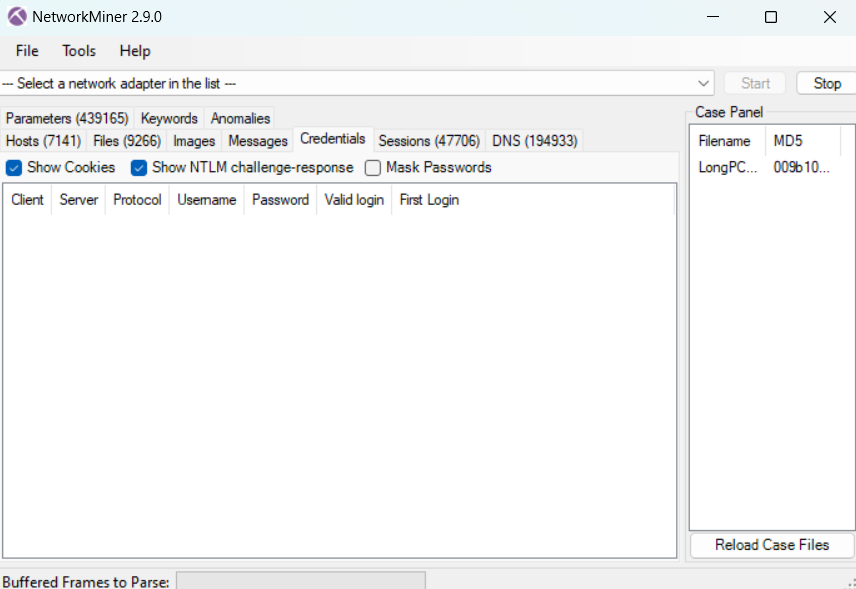 NetworkMiner 2.9.0
File Tools Help
--- Select a network adapter in the list ---
Start
Stop
Parameters (439165) Keywords Anomalies
Hosts (7141) Files (9266) Images Messages Credentials Sessions (47706) DNS (194933)
Show Cookies Show NTLM challenge-response Mask Passwords
Client Server Protocol Username Password Valid login First Login
Case Panel
Filename MD5
LongPC... 009b10...
Reload Case Files
Buffered Frames to Parse: